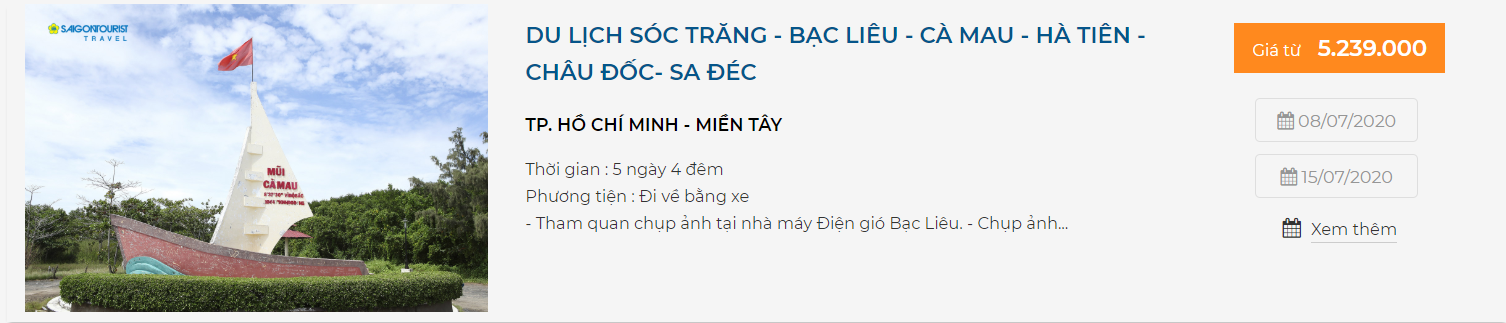 SAIGONTOURIST
TRAVEL
MŨI
CÀ MAU
DU LỊCH SÓC TRĂNG - BẠC LIÊU - CÀ MAU - HÀ TIÊN -
CHÂU ĐỐC- SA ĐÉC
TP. HỒ CHÍ MINH - MIỀN TÂY
Thời gian : 5 ngày 4 đêm
Phương tiện : Đi về bằng xe
- Tham quan chụp ảnh tại nhà máy Điện gió Bạc Liêu. - Chụp ảnh...
Giá từ 5.239.000
08/07/2020
15/07/2020
Xem thêm